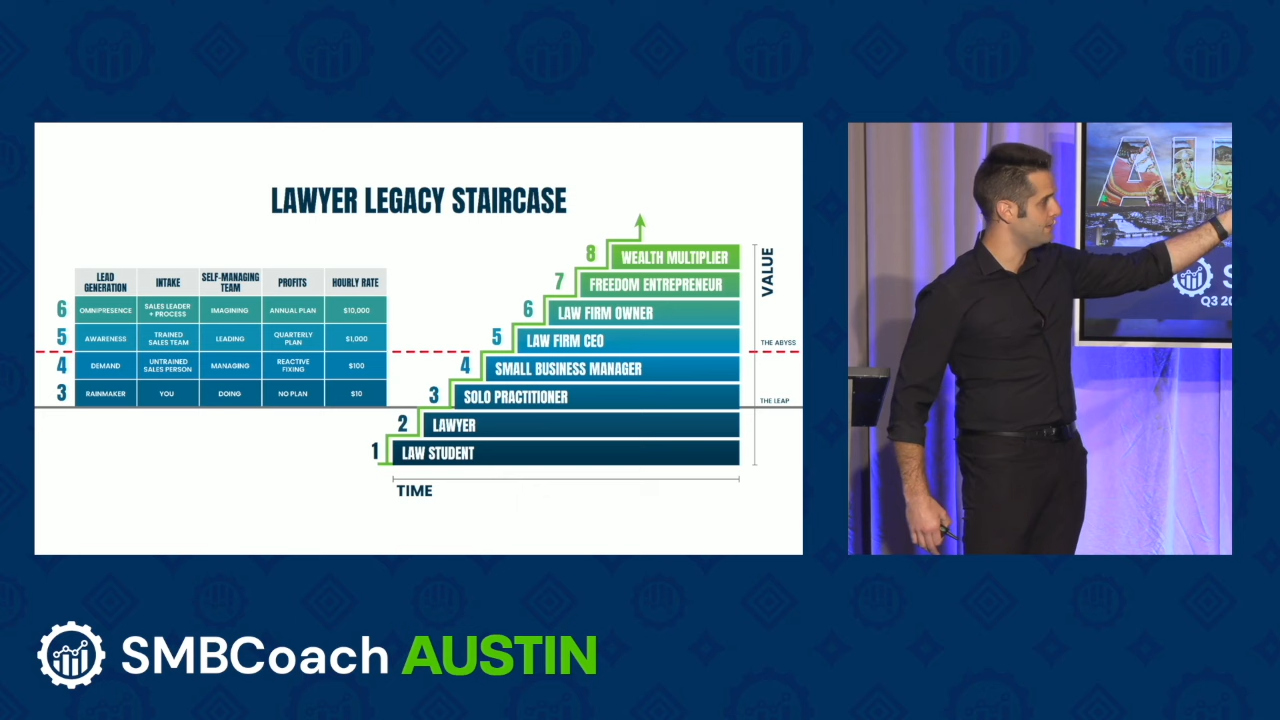 LAWYER LEGACY STAIRCASE
LEAD
GENERATION
INTAKE
SELF-MANAGING
TEAM
PROFITS
HOURLY RATE
6
OMNIPRESENCE
SALES LEADER
+ PROCESS
IMAGINING
ANNUAL PLAN
$10,000
5
AWARENESS
TRAINED
SALES TEAM
LEADING
QUARTERLY
PLAN
$1,000
4
DEMAND
UNTRAINED
SALES PERSON
MANAGING
REACTIVE
FIXING
$100
3
RAINMAKER
YOU
DOING
NO PLAN
$10
8
WEALTH MULTIPLIER
7
FREEDOM ENTREPRENEUR
6
LAW FIRM OWNER
5
LAW FIRM CEO
4
SMALL BUSINESS MANAGER
3
SOLO PRACTITIONER
2
LAWYER
1
LAW STUDENT
VALUE
THE ABYSS
THE LEAP
TIME
AU
S
Q3 20
SMBCoach AUSTIN